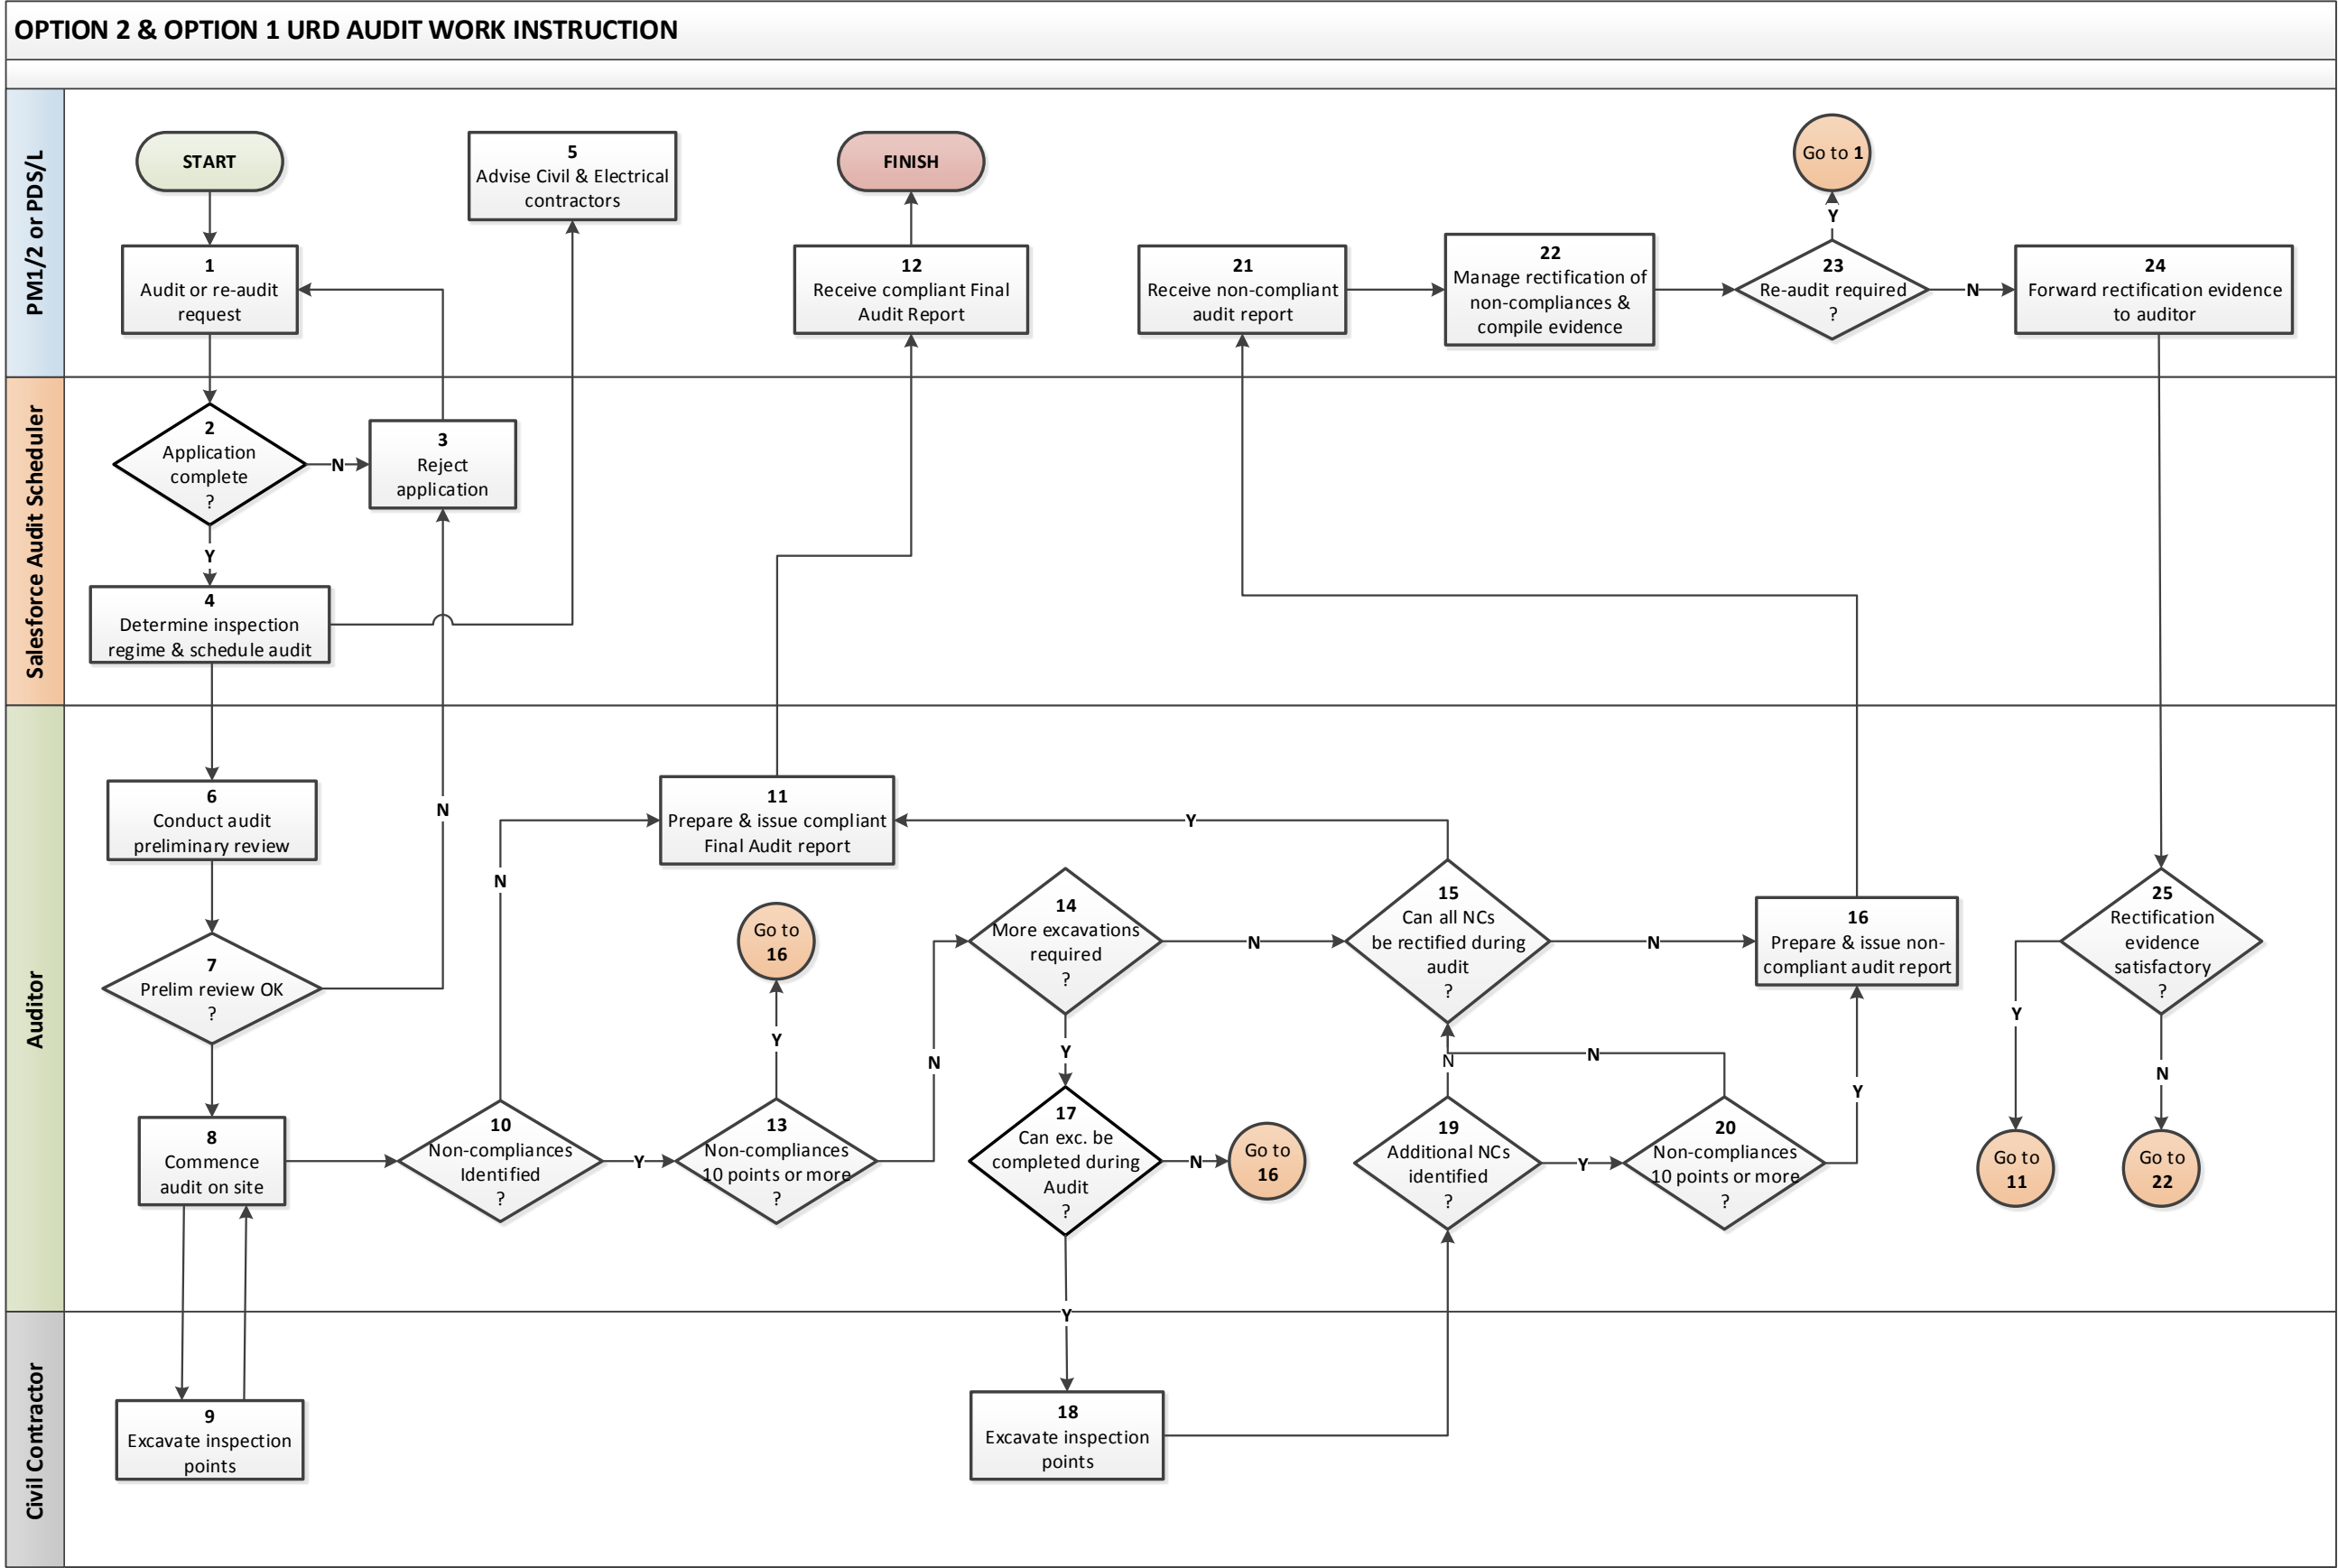 OPTION 2 & OPTION 1 URD AUDIT WORK INSTRUCTION
PM1/2 or PDS/L
START
1
Audit or re-audit
request
5
Advise Civil & Electrical
contractors
FINISH
12
Receive compliant Final
Audit Report
21
Receive non-compliant
audit report
22
Manage rectification of
non-compliances &
compile evidence
Go to 1
Y
23
Re-audit required
?
N
24
Forward rectification evidence
to auditor
Salesforce Audit Scheduler
2
Application
complete
?
N
3
Reject
application
Y
4
Determine inspection
regime & schedule audit
Auditor
6
Conduct audit
preliminary review
N
7
Prelim review OK
?
8
Commence
audit on site
N
10
Non-compliances
Identified
?
Y
11
Prepare & issue compliant
Final Audit report
Y
Go to
16
Y
13
Non-compliances
10 points or more
?
N
14
More excavations
required
?
N
Y
15
Can all NCs
be rectified during
audit
?
N
16
Prepare & issue non-
compliant audit report
17
Can exc. be
completed during
Audit
?
N
Go to
16
Y
N
N
19
Additional NCs
identified
?
Y
20
Non-compliances
10 points or more
?
Y
25
Rectification
evidence
satisfactory
?
Y
N
Go to
11
Go to
22
Civil Contractor
9
Excavate inspection
points
18
Excavate inspection
points